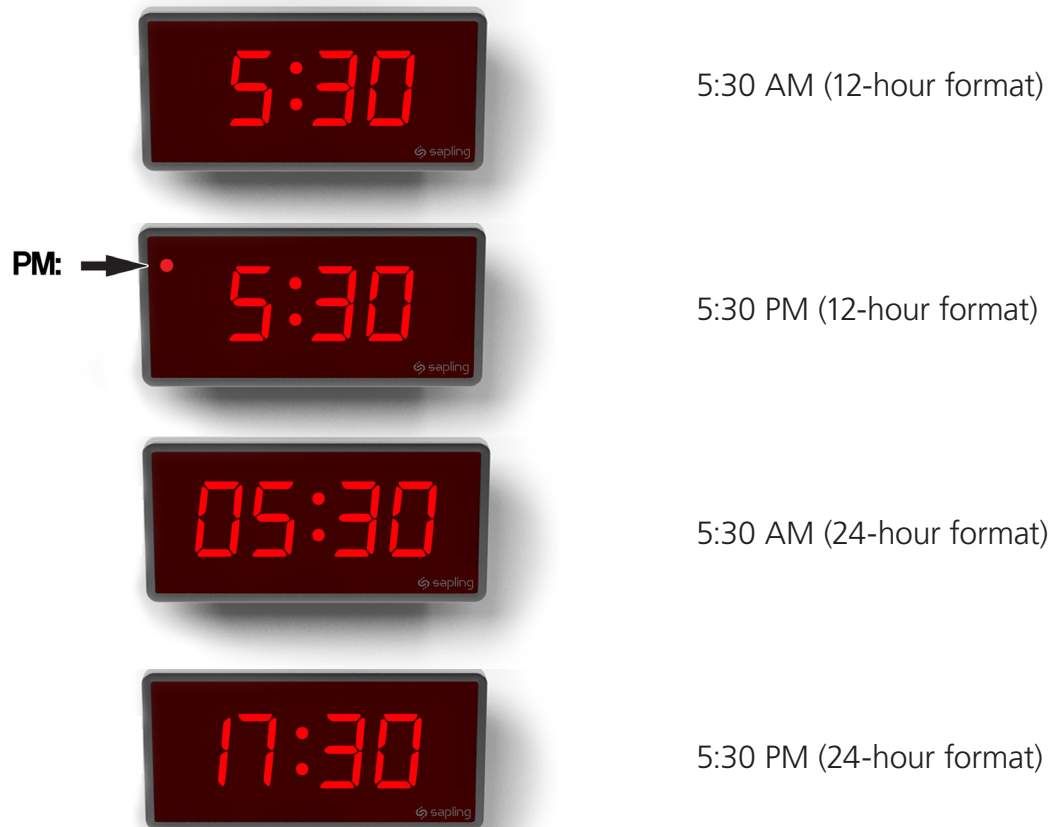 5:30
sapling
5:30 AM (12-hour format)
PM:
5:30
sapling
5:30 PM (12-hour format)
05:30
sapling
5:30 AM (24-hour format)
17:30
sapling
5:30 PM (24-hour format)